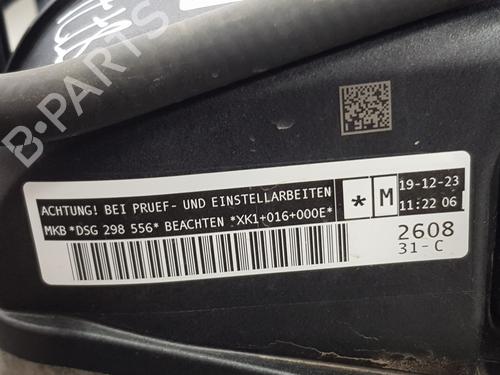 B-PARTS
ACHTUNG! BEI PRUEF- UND EINSTELLARBEITEN
MKB *DSG 298 556* BEACHTEN *XK1+016+000E*
* M
19-12-23
11:22 06
2608
31-C